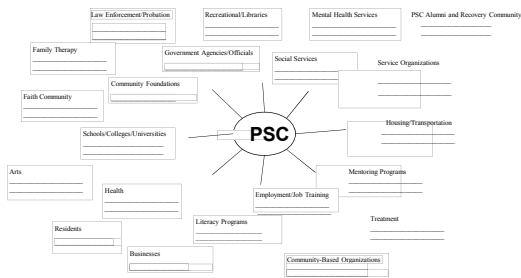 Law Enforcement/Probation
Recreational/Libraries
Mental Health Services
PSC Alumni and Recovery Community
Family Therapy
Government Agencies/Officials
Social Services
Service Organizations
Community Foundations
Faith Community
Schools/Colleges/Universities
PSC
Housing/Transportation
Arts
Mentoring Programs
Health
Employment/Job Training
Literacy Programs
Treatment
Residents
Businesses
Community-Based Organizations